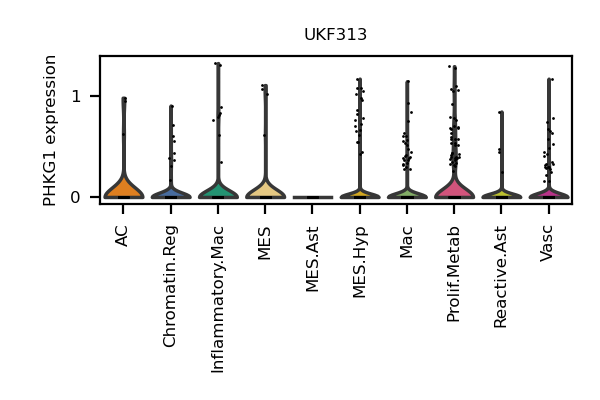 UKF313
PHKG1 expression
1
0
AC
Chromatin.Reg
Inflammatory.Mac
MES
MES.Ast
MES.Hyp
Mac
Prolif.Metab
Reactive.Ast
Vasc